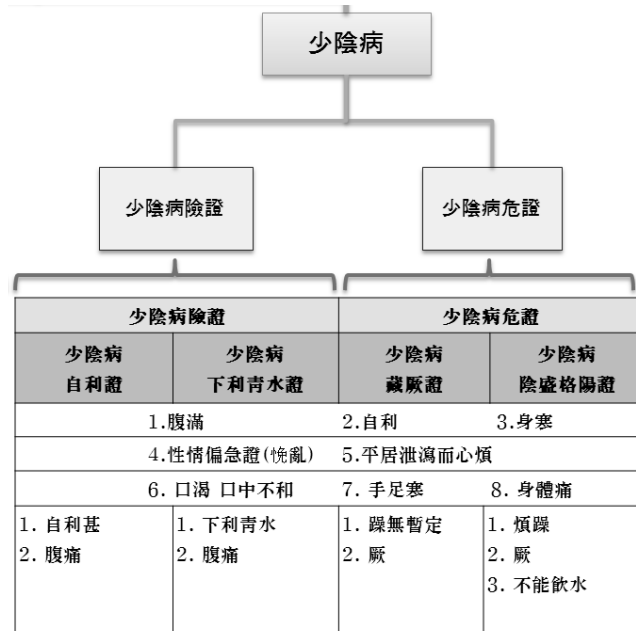 少陰病
少陰病險證 少陰病危證
少陰病險證 少陰病危證
少陰病 少陰病 少陰病 少陰病
自利證 下利靑水證 藏厥證 陰盛格陽證
1.腹滿 2.自利 3.身寒
4.性情偏急證(悗亂) 5.平居泄瀉而心煩
6. 口渴 口中不和 7. 手足寒 8. 身體痛
1. 自利甚 1. 下利靑水 1. 躁無暫定 1. 煩躁
2. 腹痛 2. 腹痛 2. 厥 2. 厥
3. 不能飮水